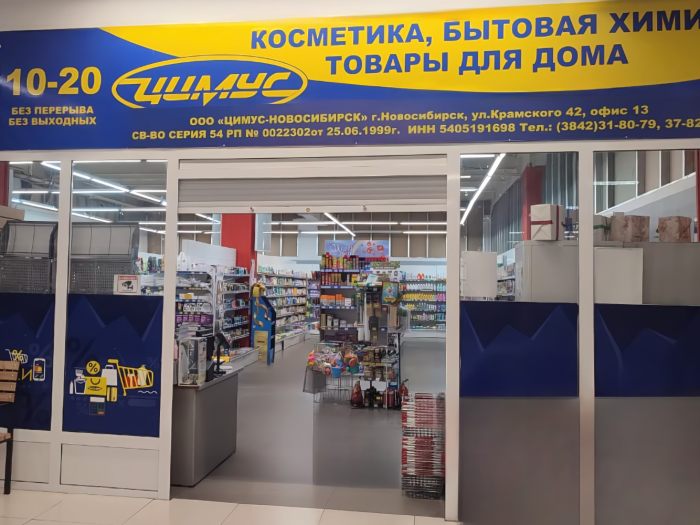 КОСМЕТИКА, БЫТОВАЯ ХИМИ
ТОВАРЫ ДЛЯ ДОМА
10-20
БЕЗ ПЕРЕРЫВА
БЕЗ ВЫХОДНЫХ
ЦИМУС
ООО «ЦИМУС-НОВОСИБИРСК» г.Новосибирск, ул.Крамского 42, офис 13
СВ-ВО СЕРИЯ 54 РП № 0022302от 25.06.1999г. ИНН 5405191698 Тел.: (3842)31-80-79, 37-82